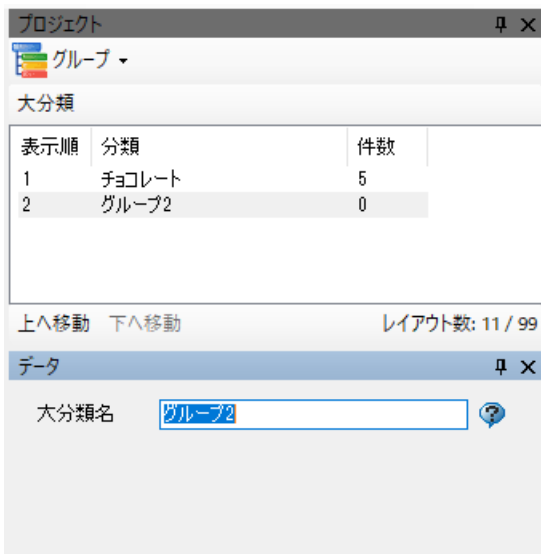 プロジェクト
グループ
大分類
表示順 分類 件数
1 チョコレート 5
2 グループ2 0
上へ移動 下へ移動 レイアウト数: 11 / 99
データ
大分類名 グループ2